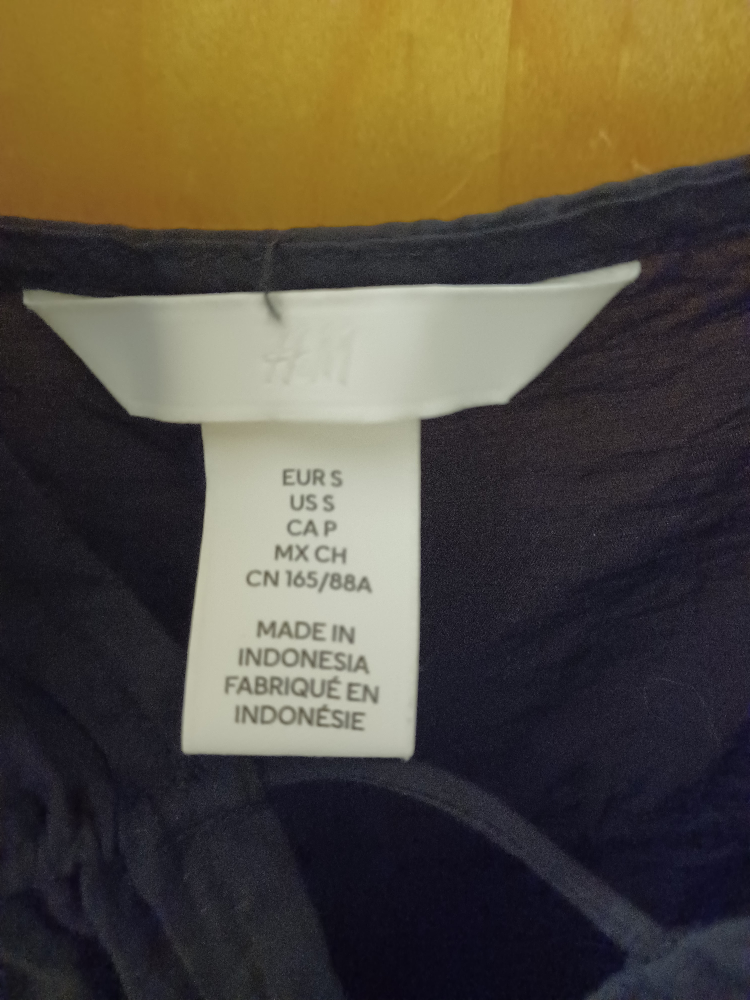 H&M
EUR S
US S
CA P
MX CH
CN 165/88A
MADE IN
INDONESIA
FABRIQUÉ EN
INDONÉSIE